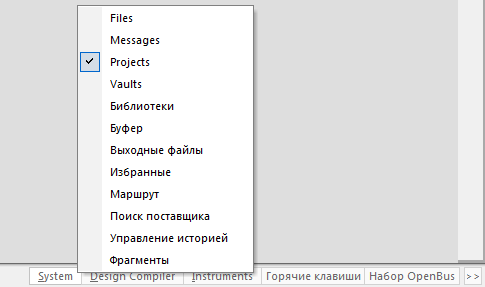 Files
Messages
Projects
Vaults
Библиотеки
Буфер
Выходные файлы
Избранные
Маршрут
Поиск поставщика
Управление историей
Фрагменты
System Design Compiler Instruments Горячие клавиши Набор OpenBus >>